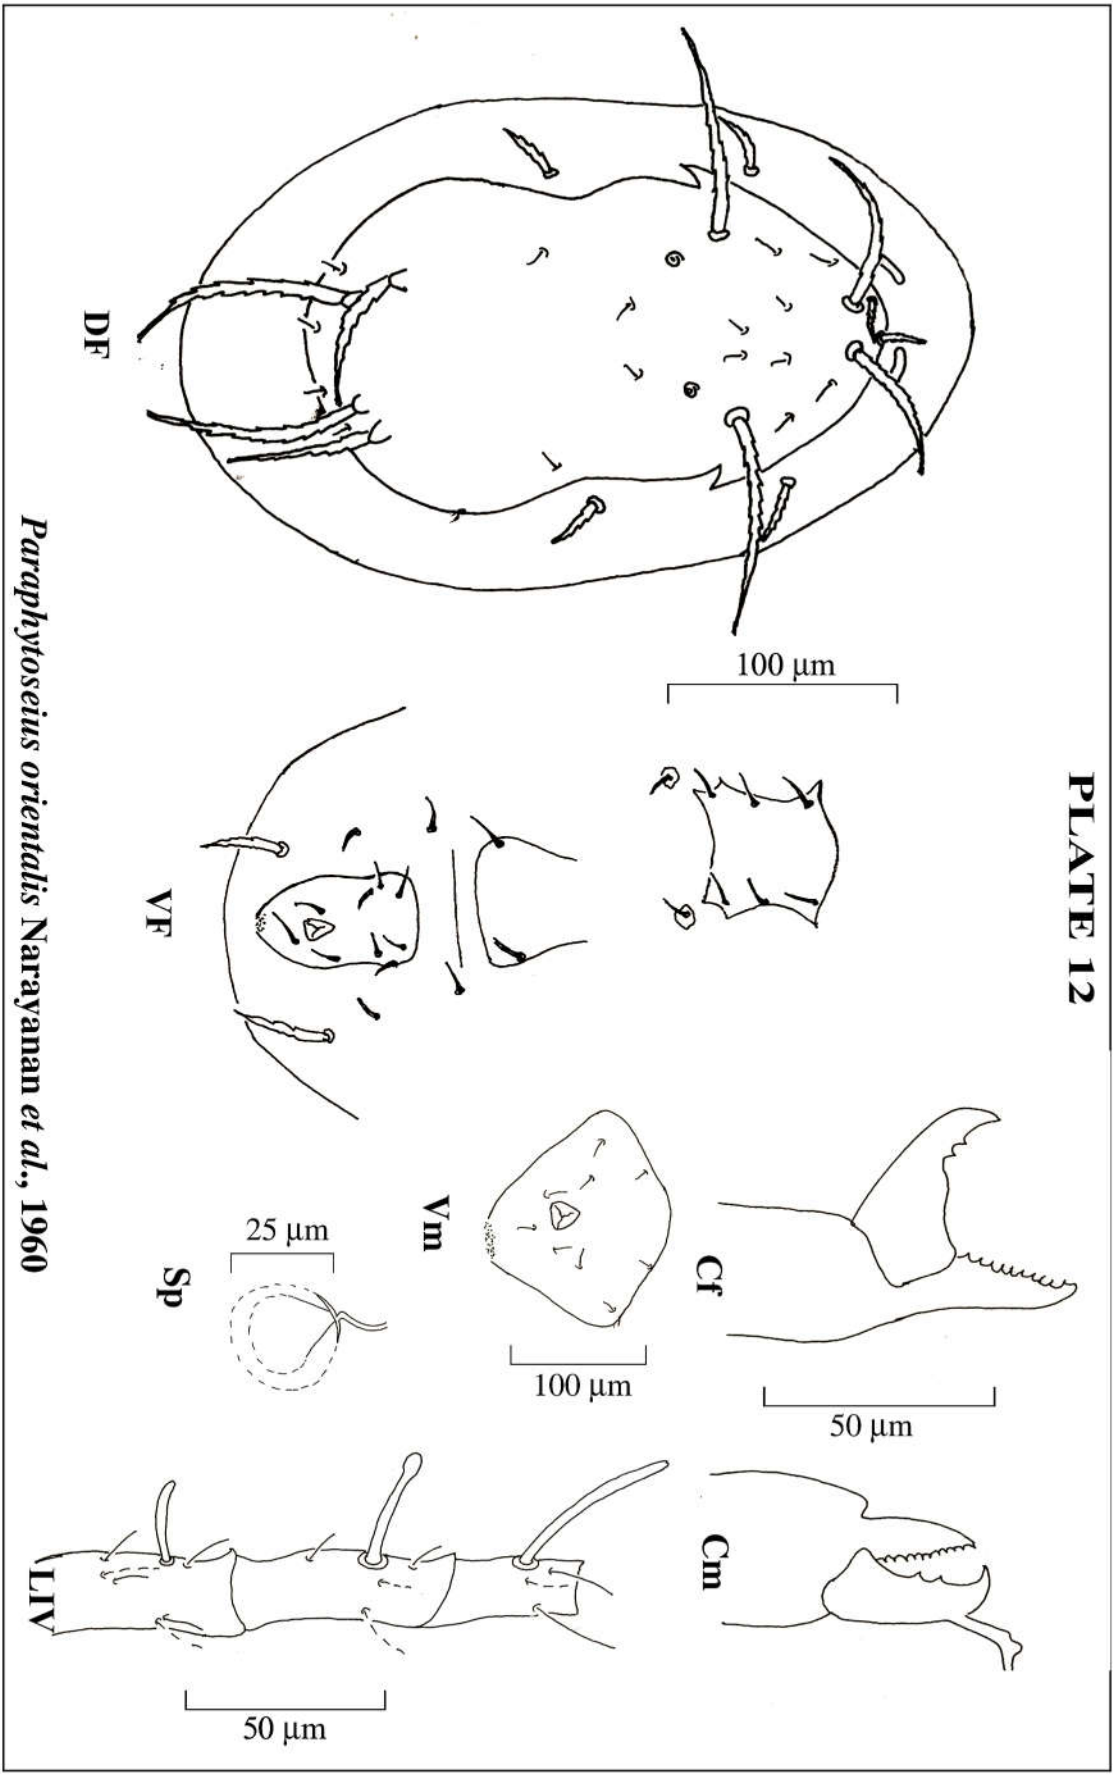 PLATE 12
DF
100 μm
VF
Cf
50 μm
Vm
100 μm
25 μm
Sp
Cm
LIV
50 μm
Paraphytoseius orientalis Narayanan et al., 1960